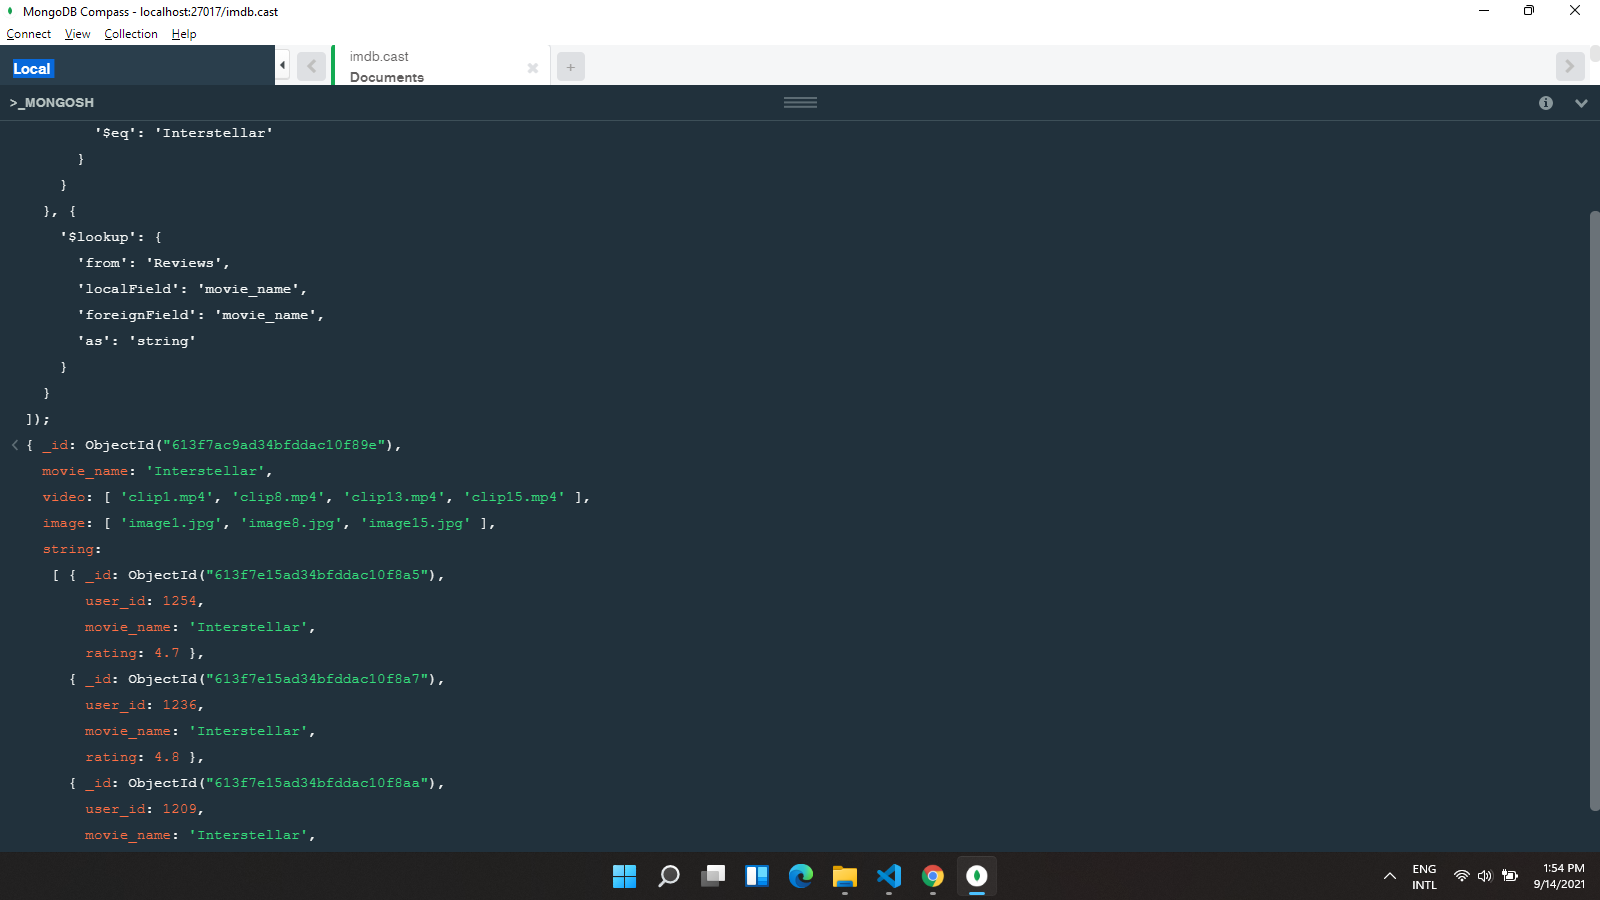 MongoDB Compass - localhost:27017/imdb.cast
Connect View Collection Help
Local
imdb.cast
Documents
+
>_MONGOSH
'$eq': 'Interstellar'
}
}
}, {
'$lookup': {
'from': 'Reviews',
'localField': 'movie_name',
'foreignField': 'movie_name',
'as': 'string'
}
}
]);
< { _id: ObjectId("613f7ac9ad34bfddac10f89e"),
movie_name: 'Interstellar',
video: [ 'clip1.mp4', 'clip8.mp4', 'clip13.mp4', 'clip15.mp4' ],
image: [ 'image1.jpg', 'image8.jpg', 'image15.jpg' ],
string:
[ { _id: ObjectId("613f7e15ad34bfddac10f8a5"),
user_id: 1254,
movie_name: 'Interstellar',
rating: 4.7 },
{ _id: ObjectId("613f7e15ad34bfddac10f8a7"),
user_id: 1236,
movie_name: 'Interstellar',
rating: 4.8 },
{ _id: ObjectId("613f7e15ad34bfddac10f8aa"),
user_id: 1209,
movie_name: 'Interstellar',
ENG
INTL
1:54 PM
9/14/2021